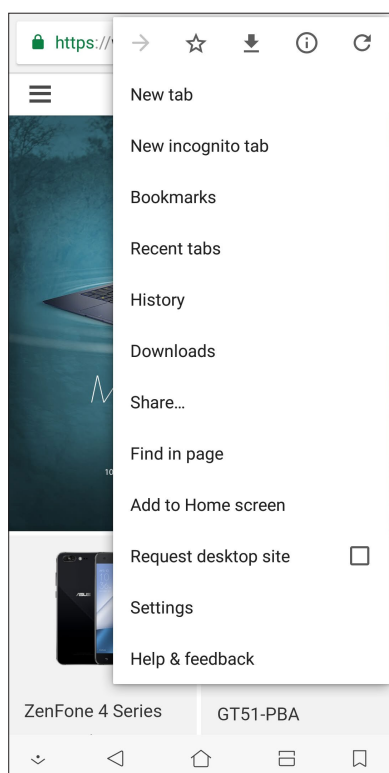 https://
New tab
New incognito tab
Bookmarks
Recent tabs
History
Downloads
Share...
Find in page
Add to Home screen
Request desktop site
Settings
Help & feedback
10
ASUS
ZenFone 4 Series
GT51-PBA